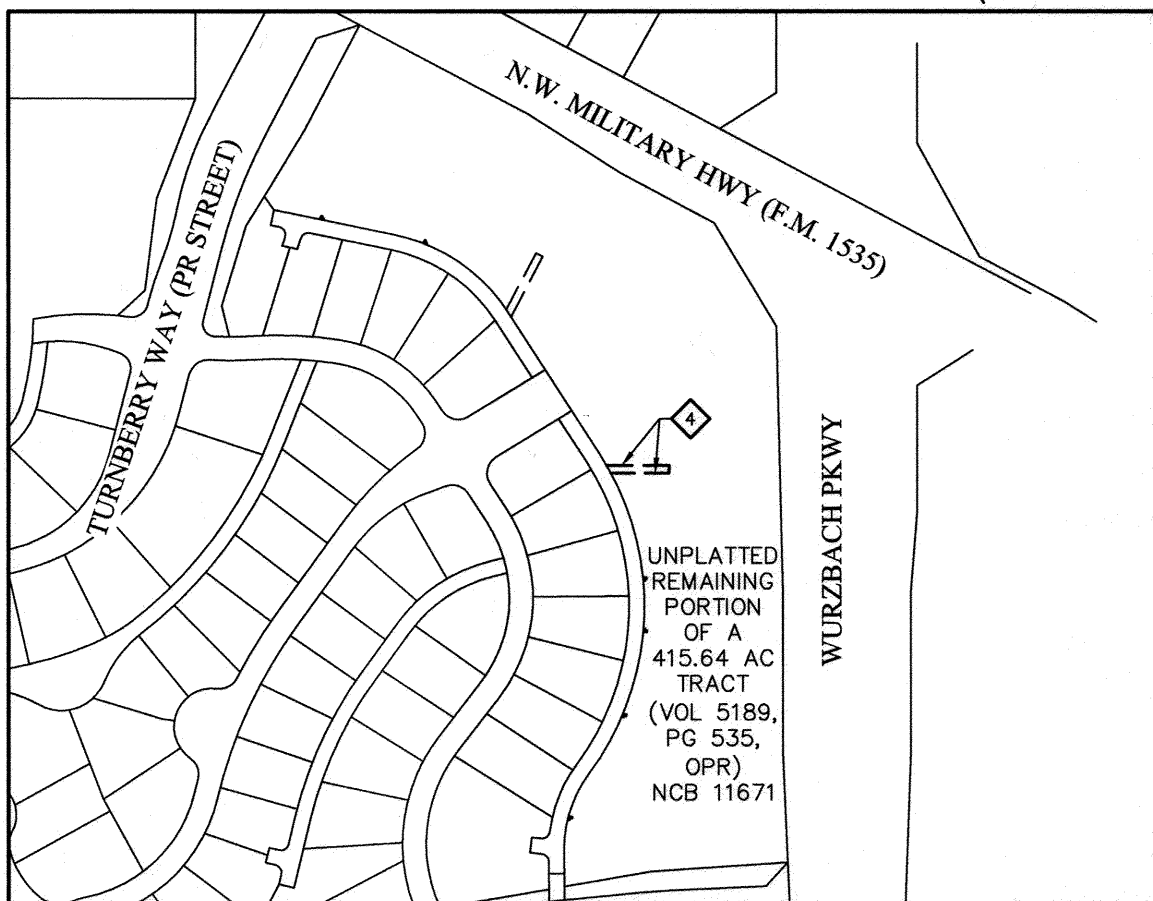 N.W. MILITARY HWY (F.M. 1535)
TURNBERRY WAY (PR STREET)
4
WURZBACH PKWY
UNPLATTED
REMAINING
PORTION
OF A
415.64 AC
TRACT
(VOL 5189,
PG 535,
OPR)
NCB 11671